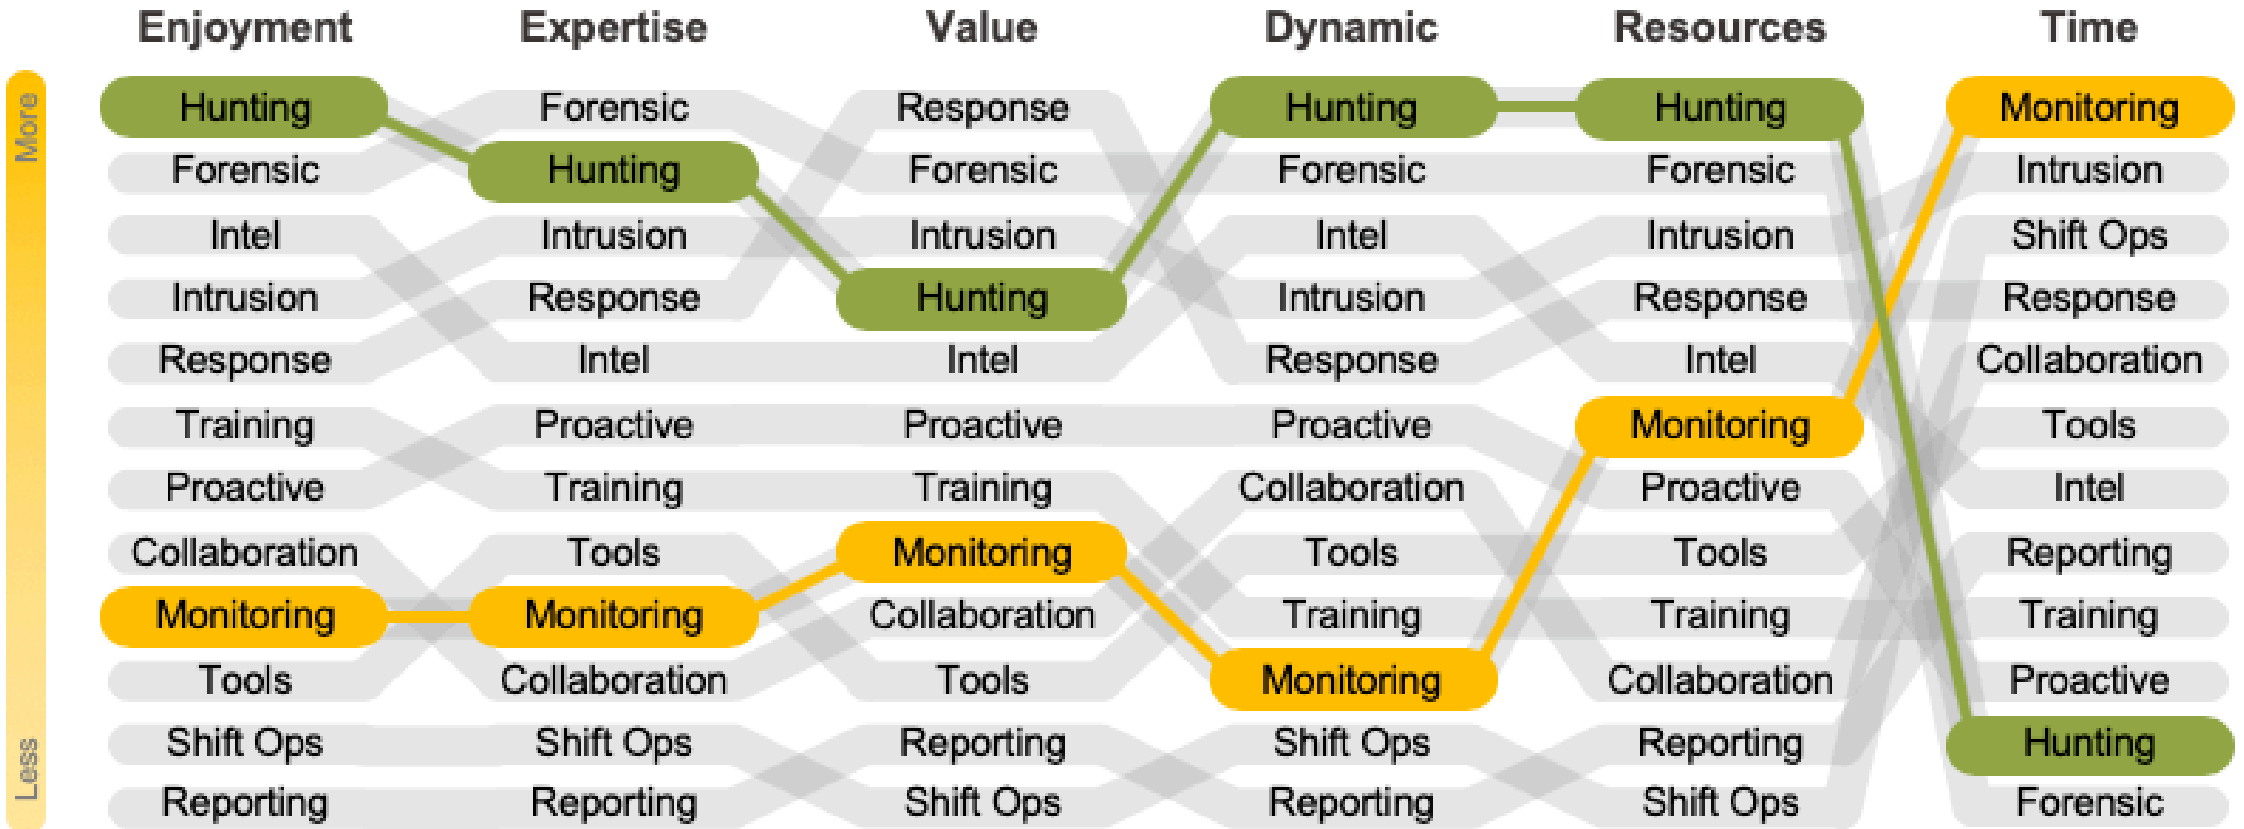 Enjoyment Expertise Value Dynamic Resources Time
More
Hunting Forensic Response Hunting Hunting Monitoring
Forensic Hunting Forensic Forensic Forensic Intrusion
Intel Intrusion Intrusion Intel Intrusion Shift Ops
Intrusion Response Hunting Intrusion Response Response
Response Intel Intel Response Intel Collaboration
Training Proactive Proactive Proactive Monitoring Tools
Proactive Training Training Collaboration Proactive Intel
Collaboration Tools Monitoring Tools Tools Reporting
Monitoring Monitoring Collaboration Training Training Training
Tools Collaboration Tools Monitoring Collaboration Proactive
Shift Ops Shift Ops Reporting Shift Ops Reporting Hunting
Less
Reporting Reporting Shift Ops Reporting Shift Ops Forensic